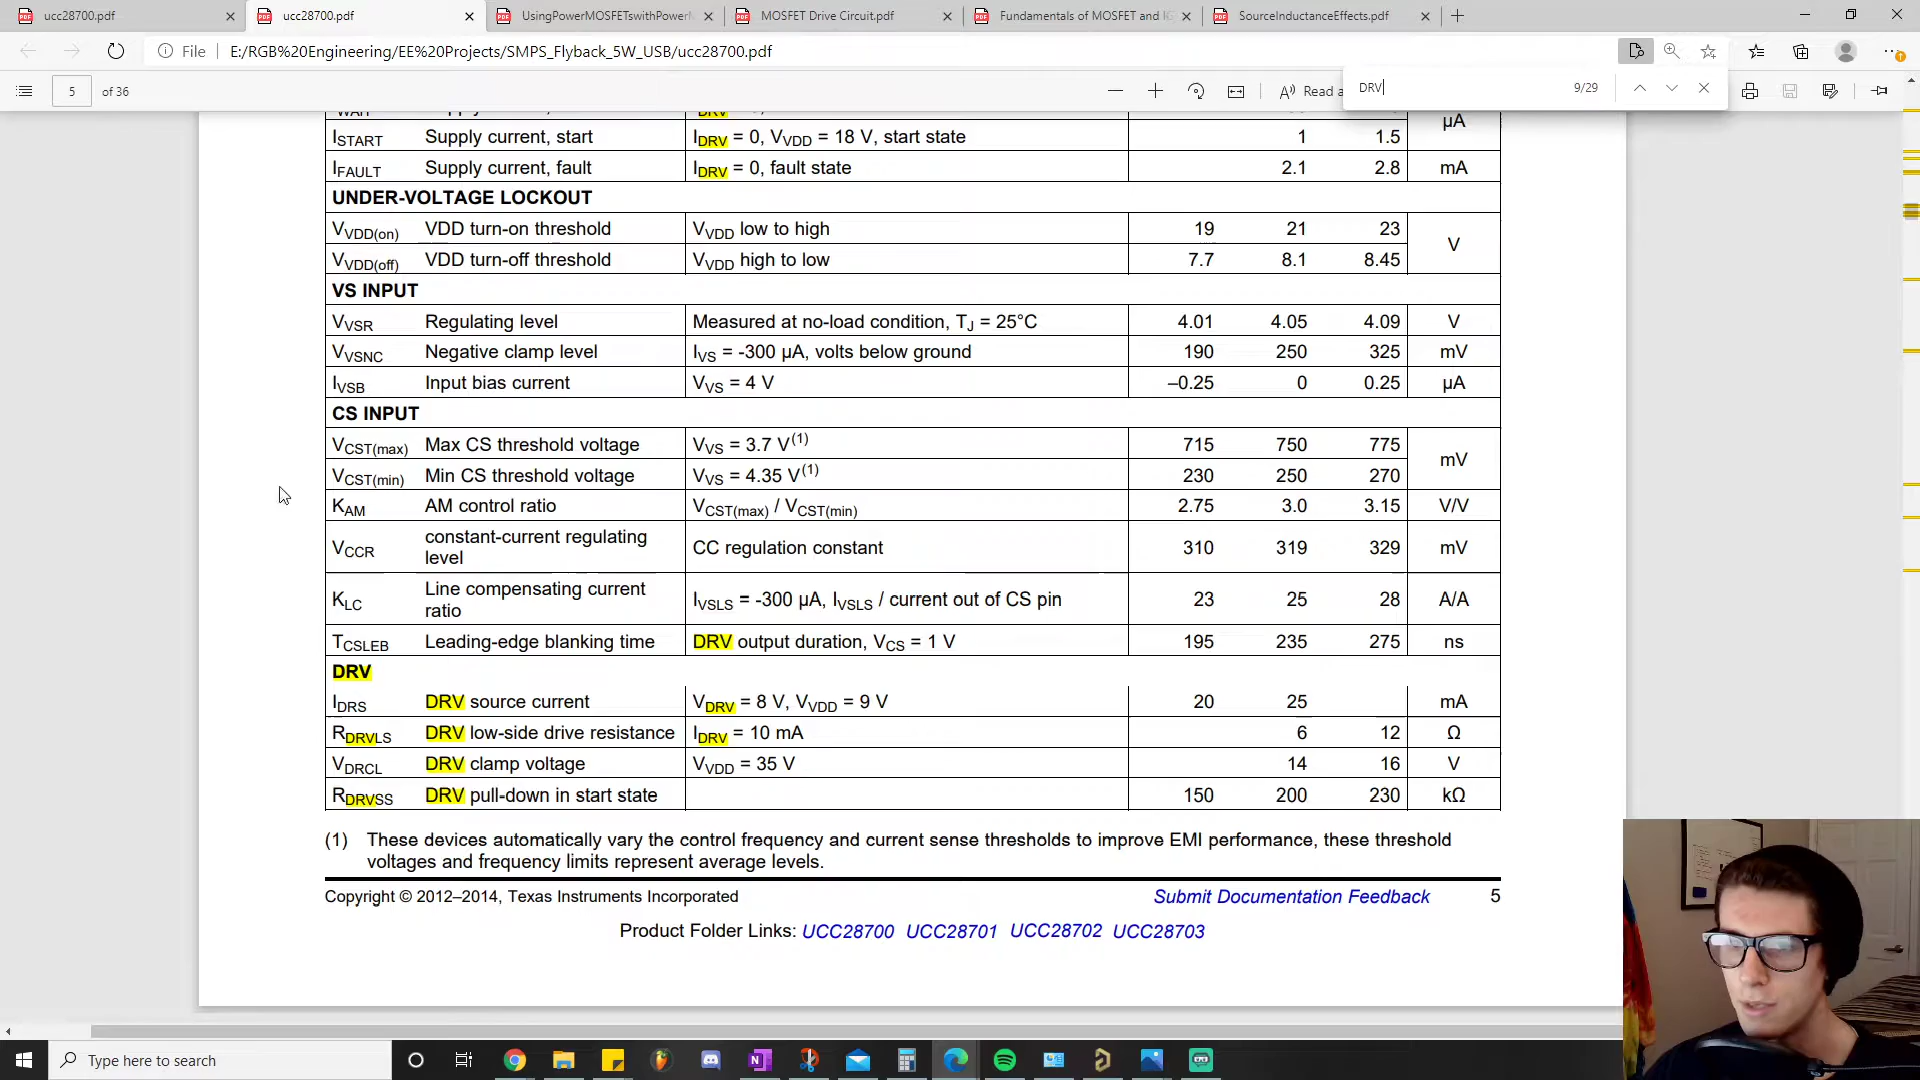 ucc28700.pdf
ucc28700.pdf
UsingPowerMOSFETswithPower
MOSFET Drive Circuit.pdf
Fundamentals of MOSFET and IG
SourceInductanceEffects.pdf
File
E:/RGB%20Engineering/EE%20Projects/SMPS_Flyback_5W_USB/ucc28700.pdf
5 of 36
Read a
DRV
9/29
µA
ISTART Supply current, start IDRV = 0, VVDD = 18 V, start state 1 1.5
IFAULT Supply current, fault IDRV = 0, fault state 2.1 2.8 mA
UNDER-VOLTAGE LOCKOUT
VVDD(on) VDD turn-on threshold VVDD low to high 19 21 23
V
VVDD(off) VDD turn-off threshold VVDD high to low 7.7 8.1 8.45
VS INPUT
VVSR Regulating level Measured at no-load condition, TJ = 25°C 4.01 4.05 4.09 V
VVSNC Negative clamp level IVS = -300 µA, volts below ground 190 250 325 mV
IVSB Input bias current VVS = 4 V –0.25 0 0.25 µA
CS INPUT
VCST(max) Max CS threshold voltage VVS = 3.7 V(1) 715 750 775
mV
VCST(min) Min CS threshold voltage VVS = 4.35 V(1) 230 250 270
KAM AM control ratio VCST(max) / VCST(min) 2.75 3.0 3.15 V/V
constant-current regulating
VCCR CC regulation constant 310 319 329 mV
level
Line compensating current
KLC IVSLS = -300 µA, IVSLS / current out of CS pin 23 25 28 A/A
ratio
TCSLEB Leading-edge blanking time DRV output duration, VCS = 1 V 195 235 275 ns
DRV
IDRS DRV source current VDRV = 8 V, VVDD = 9 V 20 25 mA
RDRVLS DRV low-side drive resistance IDRV = 10 mA 6 12 Ω
VDRCL DRV clamp voltage VVDD = 35 V 14 16 V
RDRVSS DRV pull-down in start state 150 200 230 kΩ
(1) These devices automatically vary the control frequency and current sense thresholds to improve EMI performance, these threshold
voltages and frequency limits represent average levels.
Copyright © 2012–2014, Texas Instruments Incorporated Submit Documentation Feedback 5
Product Folder Links: UCC28700 UCC28701 UCC28702 UCC28703
Type here to search